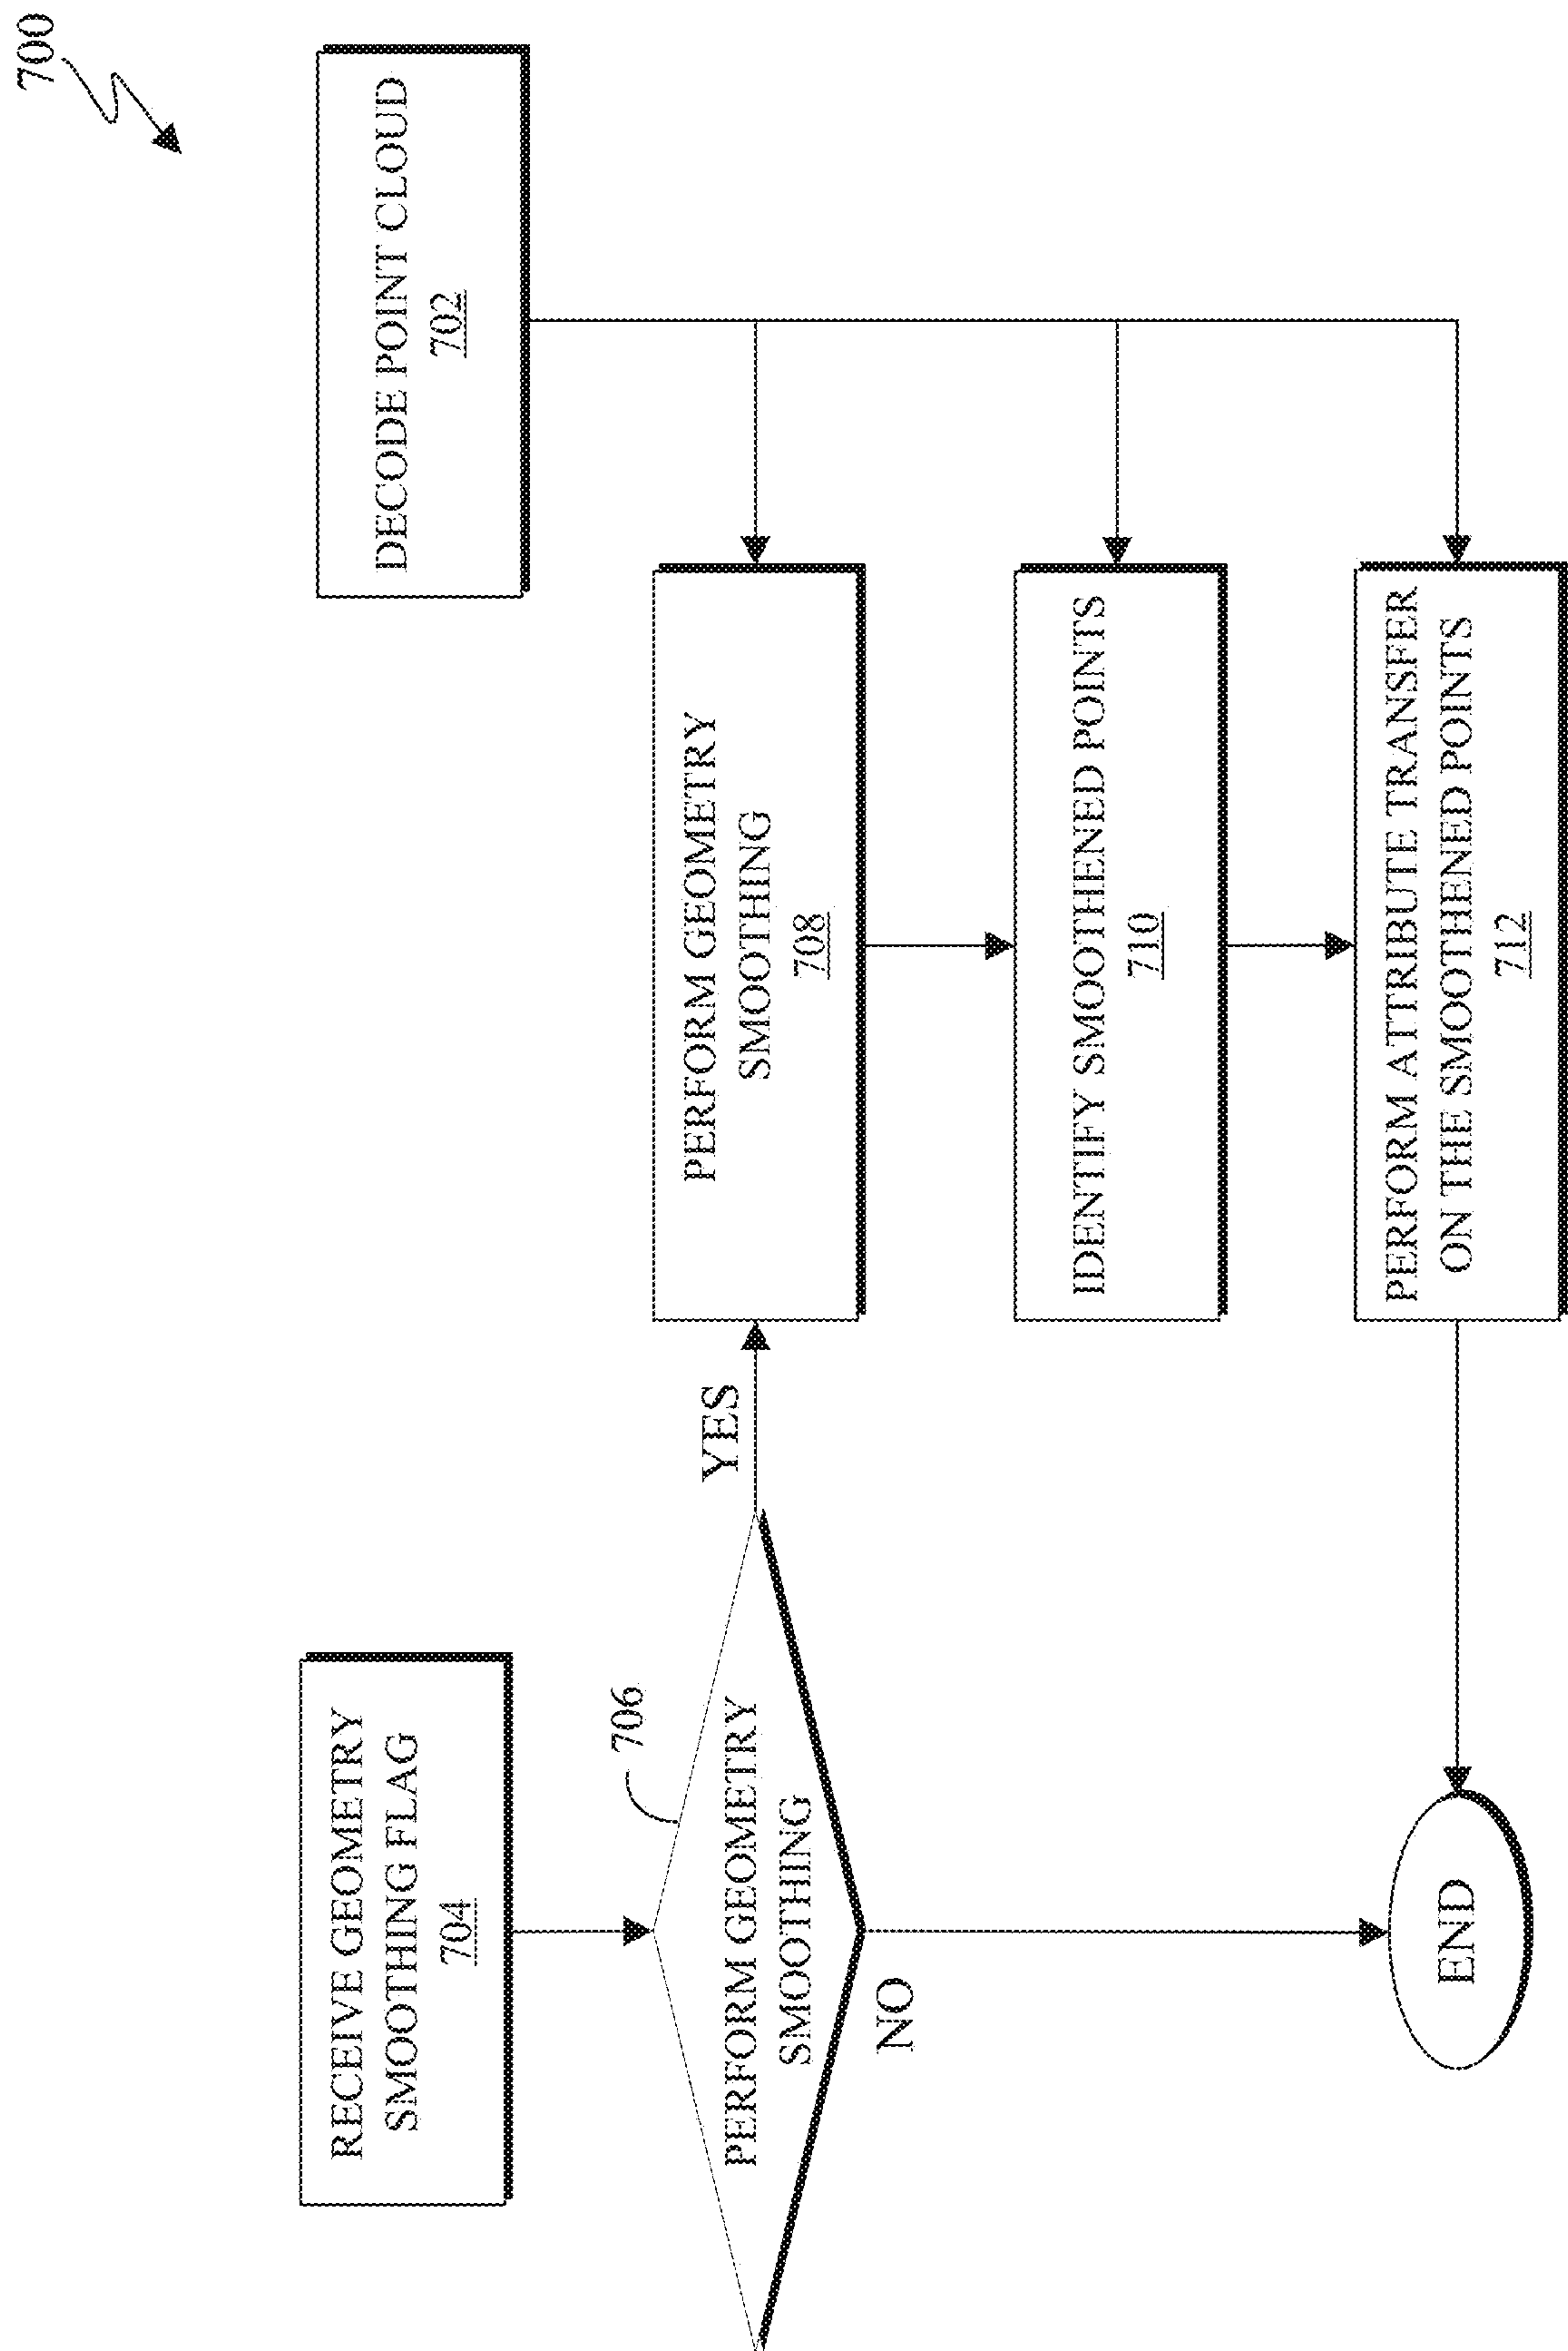 700
RECEIVE GEOMETRY
SMOOTHING FLAG
704
DECODE POINT CLOUD
702
706
PERFORM GEOMETRY
SMOOTHING
YES
NO
PERFORM GEOMETRY
SMOOTHING
708
IDENTIFY SMOOTHENED POINTS
710
PERFORM ATTRIBUTE TRANSFER
ON THE SMOOTHENED POINTS
712
END